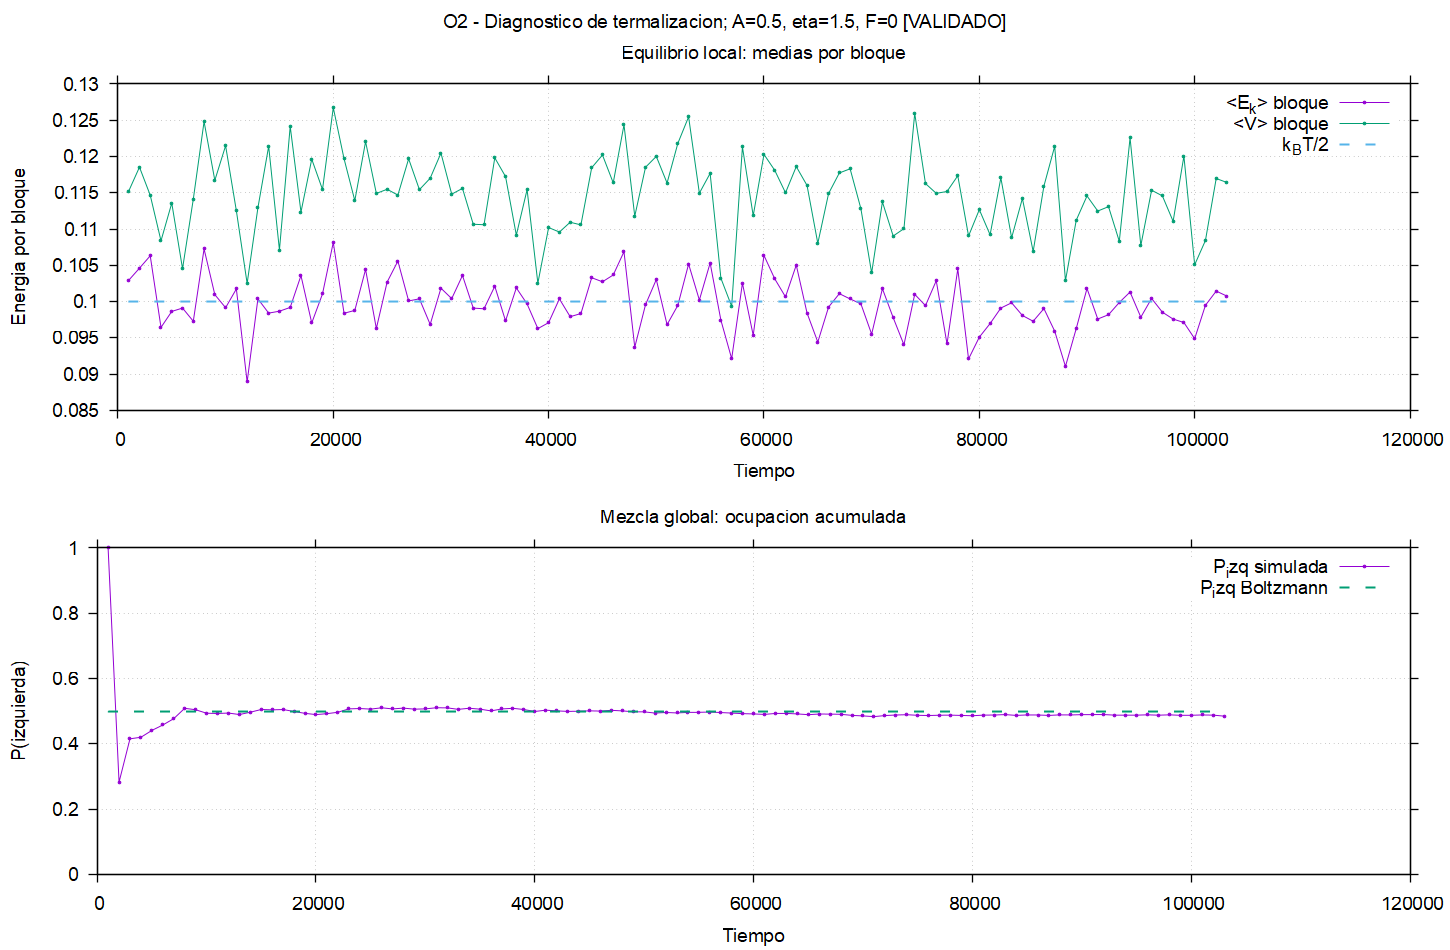 O2 - Diagnostico de termalizacion; A=0.5, eta=1.5, F=0 [VALIDADO]
Equilibrio local: medias por bloque
0.13
0.125
0.12
0.115
0.11
0.105
0.1
0.095
0.09
0.085
Energia por bloque
<Ek> bloque
<V> bloque
kBT/2
0 20000 40000 60000 80000 100000 120000
Tiempo
Mezcla global: ocupacion acumulada
1
0.8
0.6
0.4
0.2
0
P(izquierda)
Pizq simulada
Pizq Boltzmann
0 20000 40000 60000 80000 100000 120000
Tiempo